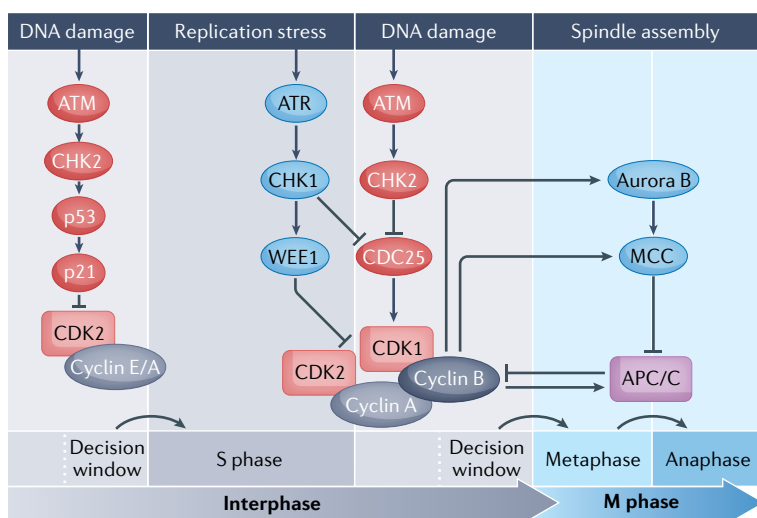 DNA damage
Replication stress
DNA damage
Spindle assembly
ATM
ATR
ATM
CHK2
CHK1
CHK2
Aurora B
p53
WEE1
CDC25
MCC
p21
CDK2
Cyclin E/A
CDK1
CDK2
Cyclin B
Cyclin A
APC/C
Decision
window
S phase
Decision
window
Metaphase
Anaphase
Interphase
M phase